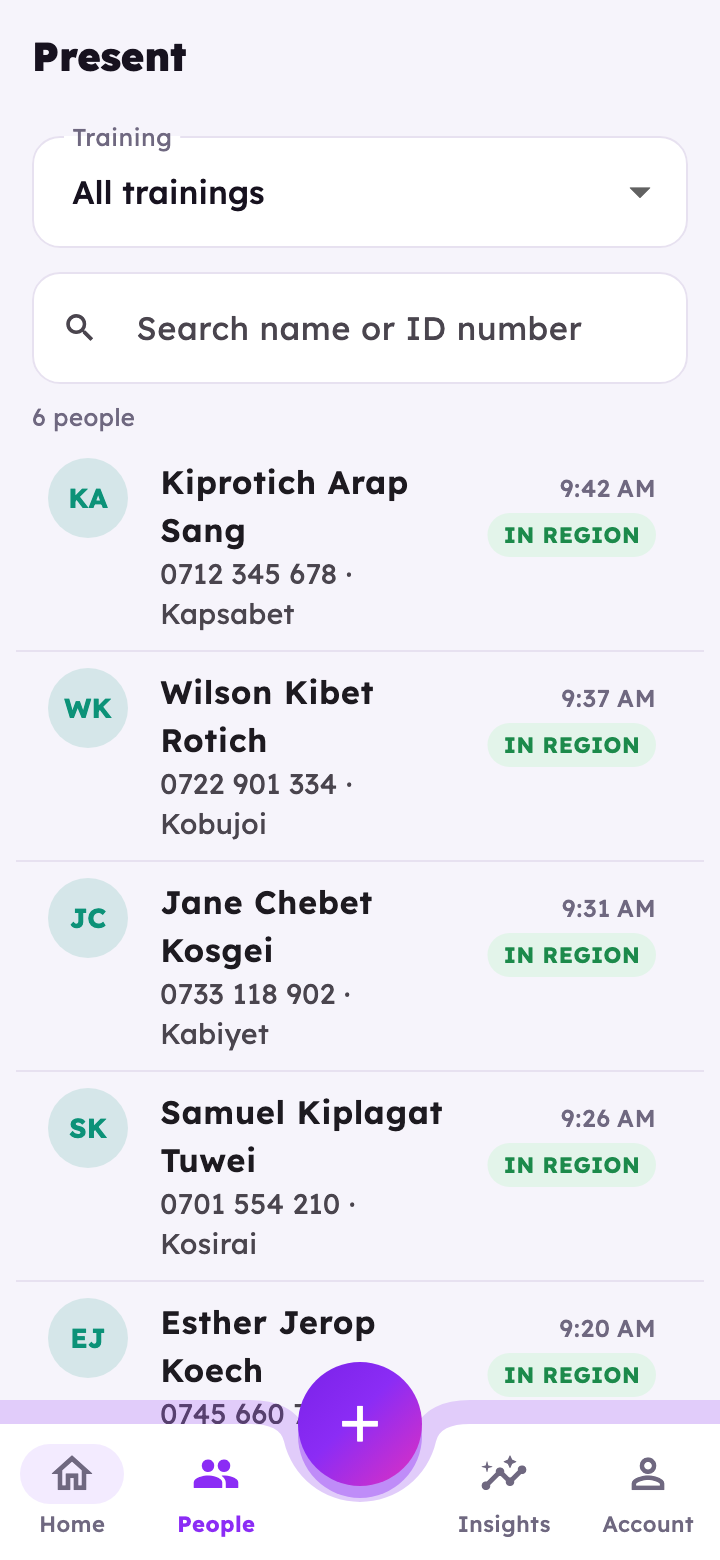 Present
Training
All trainings
Search name or ID number
6 people
KA
Kiprotich Arap
Sang
0712 345 678 ·
Kapsabet
9:42 AM
IN REGION
WK
Wilson Kibet
Rotich
0722 901 334 ·
Kobujoi
9:37 AM
IN REGION
JC
Jane Chebet
Kosgei
0733 118 902 ·
Kabiyet
9:31 AM
IN REGION
SK
Samuel Kiplagat
Tuwei
0701 554 210 ·
Kosirai
9:26 AM
IN REGION
EJ
Esther Jerop
Koech
0745 660
9:20 AM
IN REGION
Home
People
Insights
Account